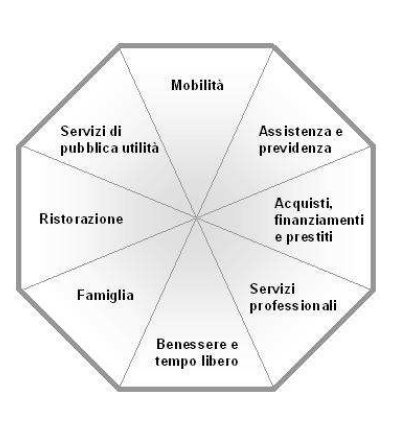 Mobilità
Servizi di
pubblica utilità
Assistenza e
previdenza
Ristorazione
Acquisti,
finanziamenti
e prestiti
Famiglia
Servizi
professionali
Benessere e
tempo libero